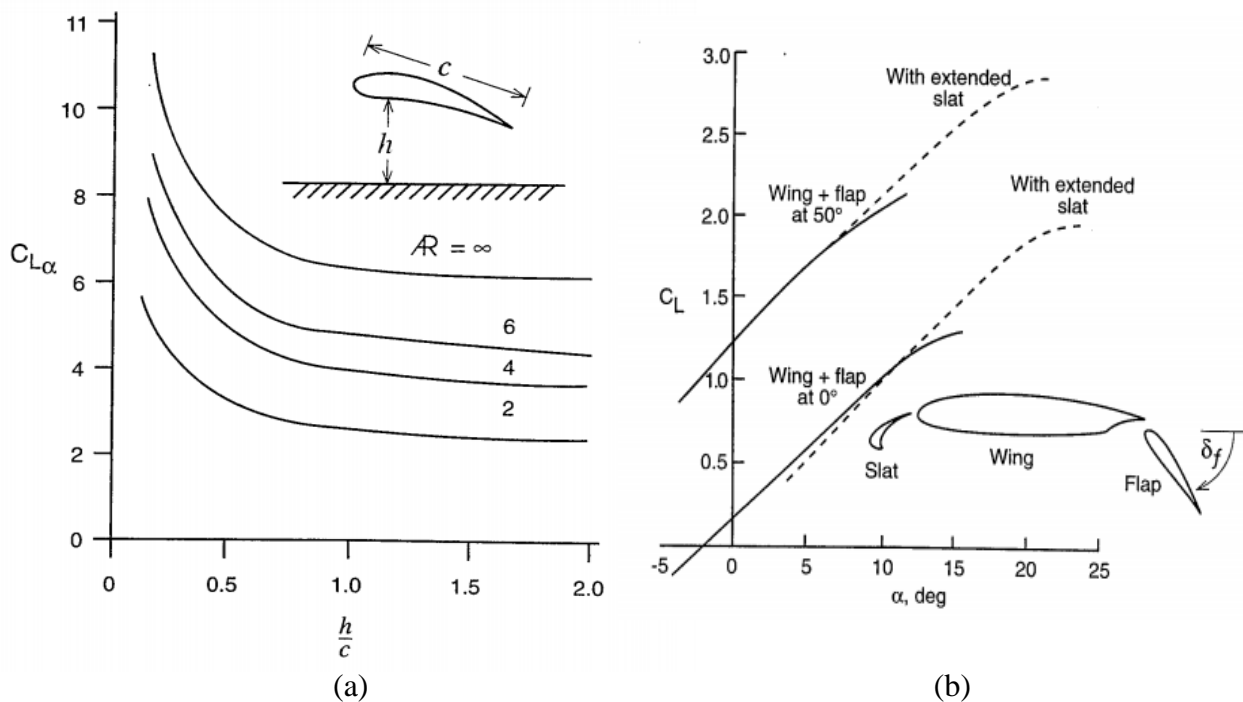 11
10
8
6
4
2
0
C_Lα
0
0.5
1.0
1.5
2.0
h
c
c
h
AR = ∞
6
4
2
(a)
3.0
2.5
2.0
1.5
1.0
0.5
C_L
-5
0
5
10
15
20
25
α, deg
With extended
slat
With extended
slat
Wing + flap
at 50°
Wing + flap
at 0°
Slat
Wing
Flap
δ_f
(b)